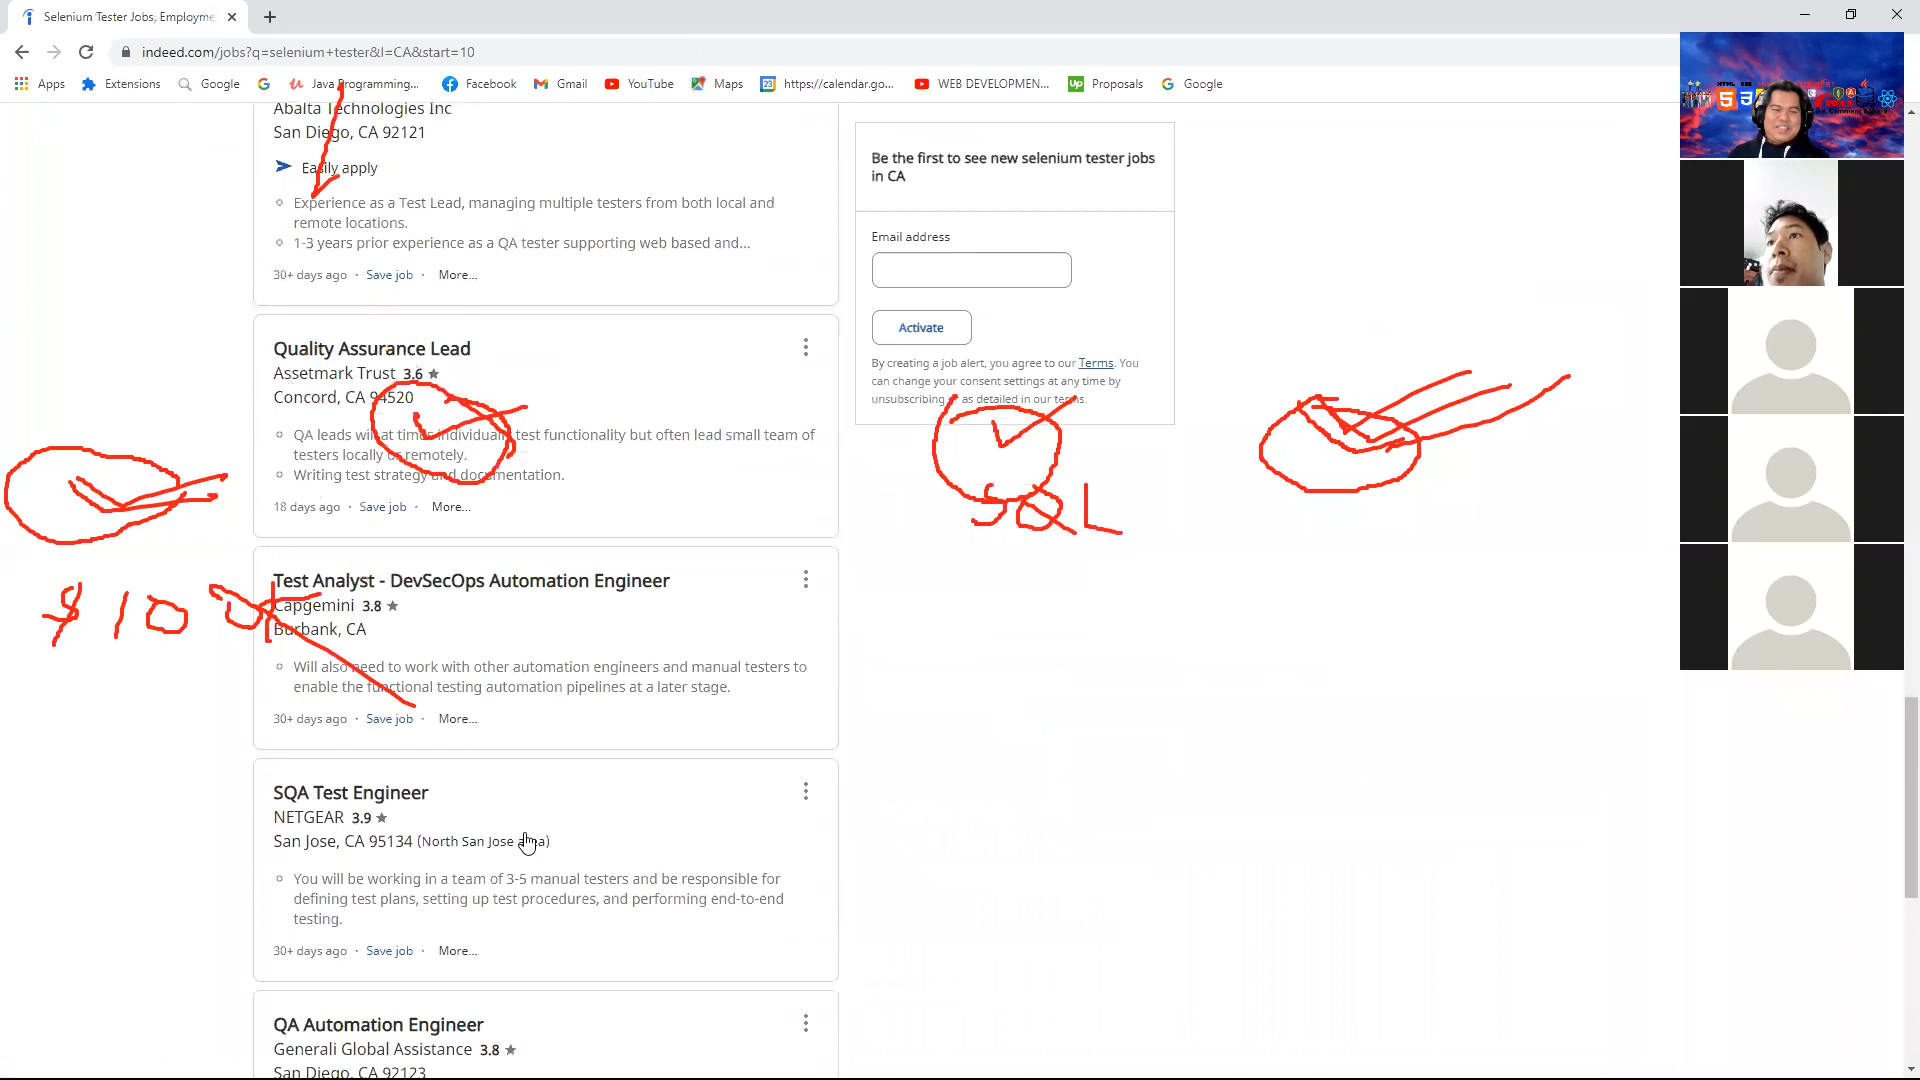 Selenium Tester Jobs, Employme
indeed.com/jobs?q=selenium+tester&l=CA&start=10
Apps
Extensions
Google
Java Programming...
Facebook
Gmail
YouTube
Maps
https://calendar.go...
WEB DEVELOPMEN...
Proposals
Google
Abalta Technologies Inc
San Diego, CA 92121
Easily apply
Experience as a Test Lead, managing multiple testers from both local and
remote locations.
1-3 years prior experience as a QA tester supporting web based and...
30+ days ago · Save job · More...
Quality Assurance Lead
Assetmark Trust 3.6 ★
Concord, CA 94520
QA leads will at times individually test functionality but often lead small team of
testers locally or remotely.
Writing test strategy and documentation.
18 days ago · Save job · More...
Test Analyst - DevSecOps Automation Engineer
Capgemini 3.8 ★
Burbank, CA
Will also need to work with other automation engineers and manual testers to
enable the functional testing automation pipelines at a later stage.
30+ days ago · Save job · More...
SQA Test Engineer
NETGEAR 3.9 ★
San Jose, CA 95134 (North San Jose area)
You will be working in a team of 3-5 manual testers and be responsible for
defining test plans, setting up test procedures, and performing end-to-end
testing.
30+ days ago · Save job · More...
QA Automation Engineer
Generali Global Assistance 3.8 ★
San Diego, CA 92123
Be the first to see new selenium tester jobs
in CA
Email address
Activate
By creating a job alert, you agree to our Terms. You
can change your consent settings at any time by
unsubscribing or as detailed in our terms.
SQL
$100k